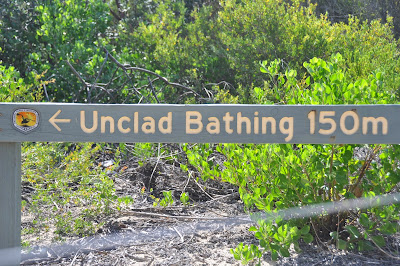 ← Unclad Bathing 150m